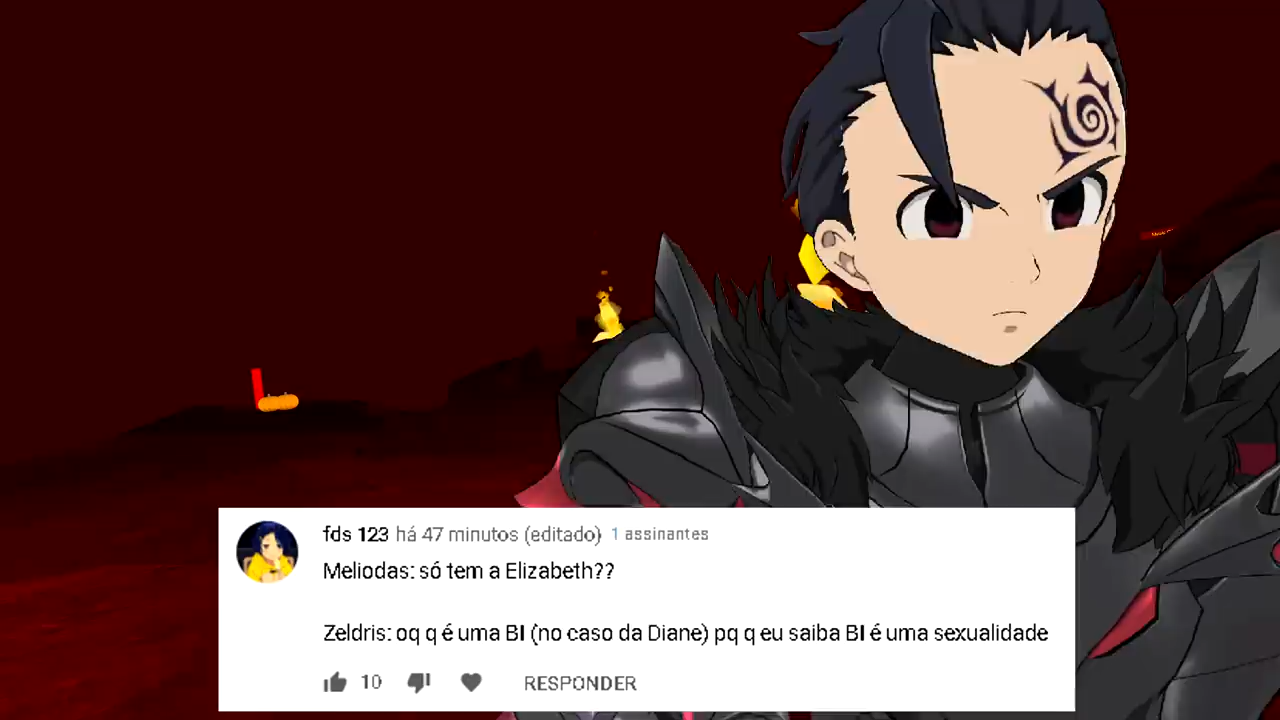 fds 123 há 47 minutos (editado) 1 assinantes
Meliodas: só tem a Elizabeth??
Zeldris: oq q é uma BI (no caso da Diane) pq q eu saiba BI é uma sexualidade
10 RESPONDER